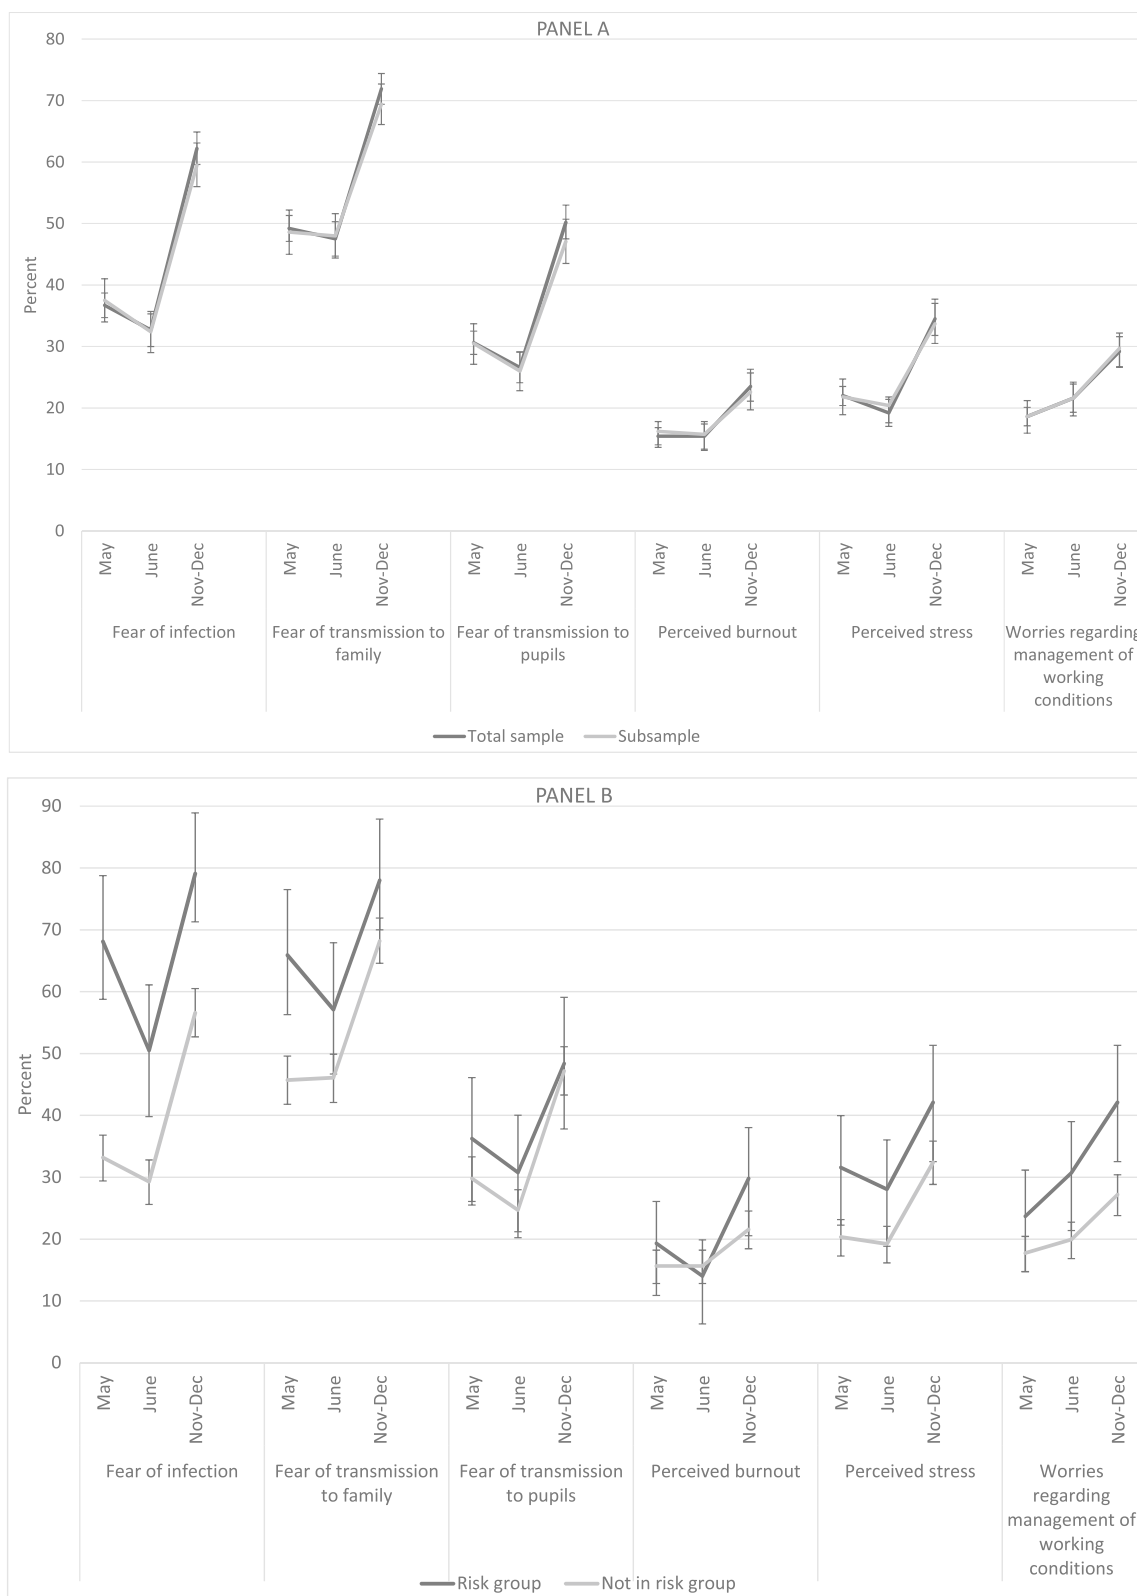 PANEL A
80
70
60
50
40
30
20
10
0
Percent
May June Nov-Dec May June Nov-Dec May June Nov-Dec May June Nov-Dec May June Nov-Dec May June Nov-Dec
Fear of infection
Fear of transmission to
family
Fear of transmission to
pupils
Perceived burnout
Perceived stress
Worries regarding
management of
working
conditions
Total sample Subsample
PANEL B
90
80
70
60
50
40
30
20
10
0
Percent
May June Nov-Dec May June Nov-Dec May June Nov-Dec May June Nov-Dec May June Nov-Dec May June Nov-Dec
Fear of infection
Fear of transmission
to family
Fear of transmission
to pupils
Perceived burnout
Perceived stress
Worries
regarding
management of
working
conditions
Risk group Not in risk group